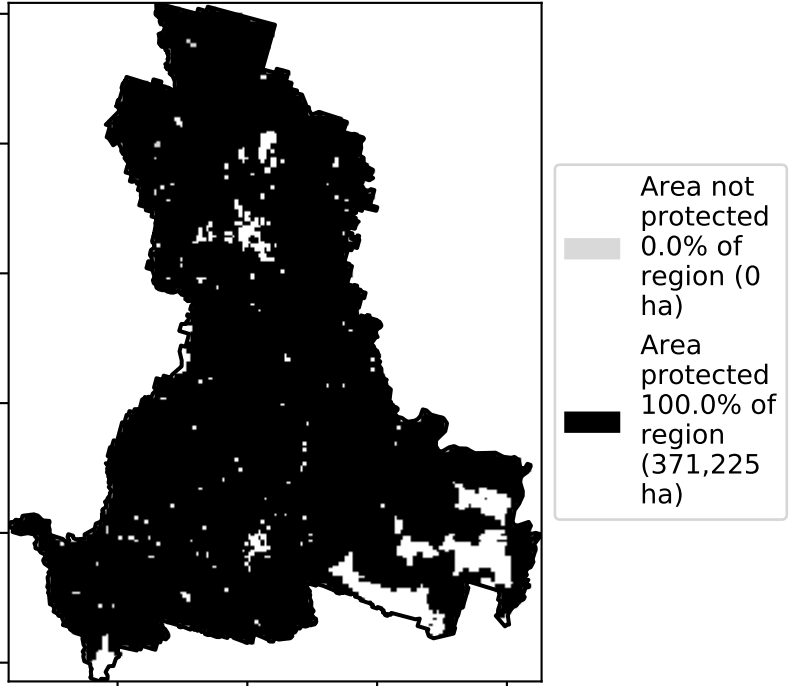 Area not
protected
0.0% of
region (0
ha)
Area
protected
100.0% of
region
(371,225
ha)